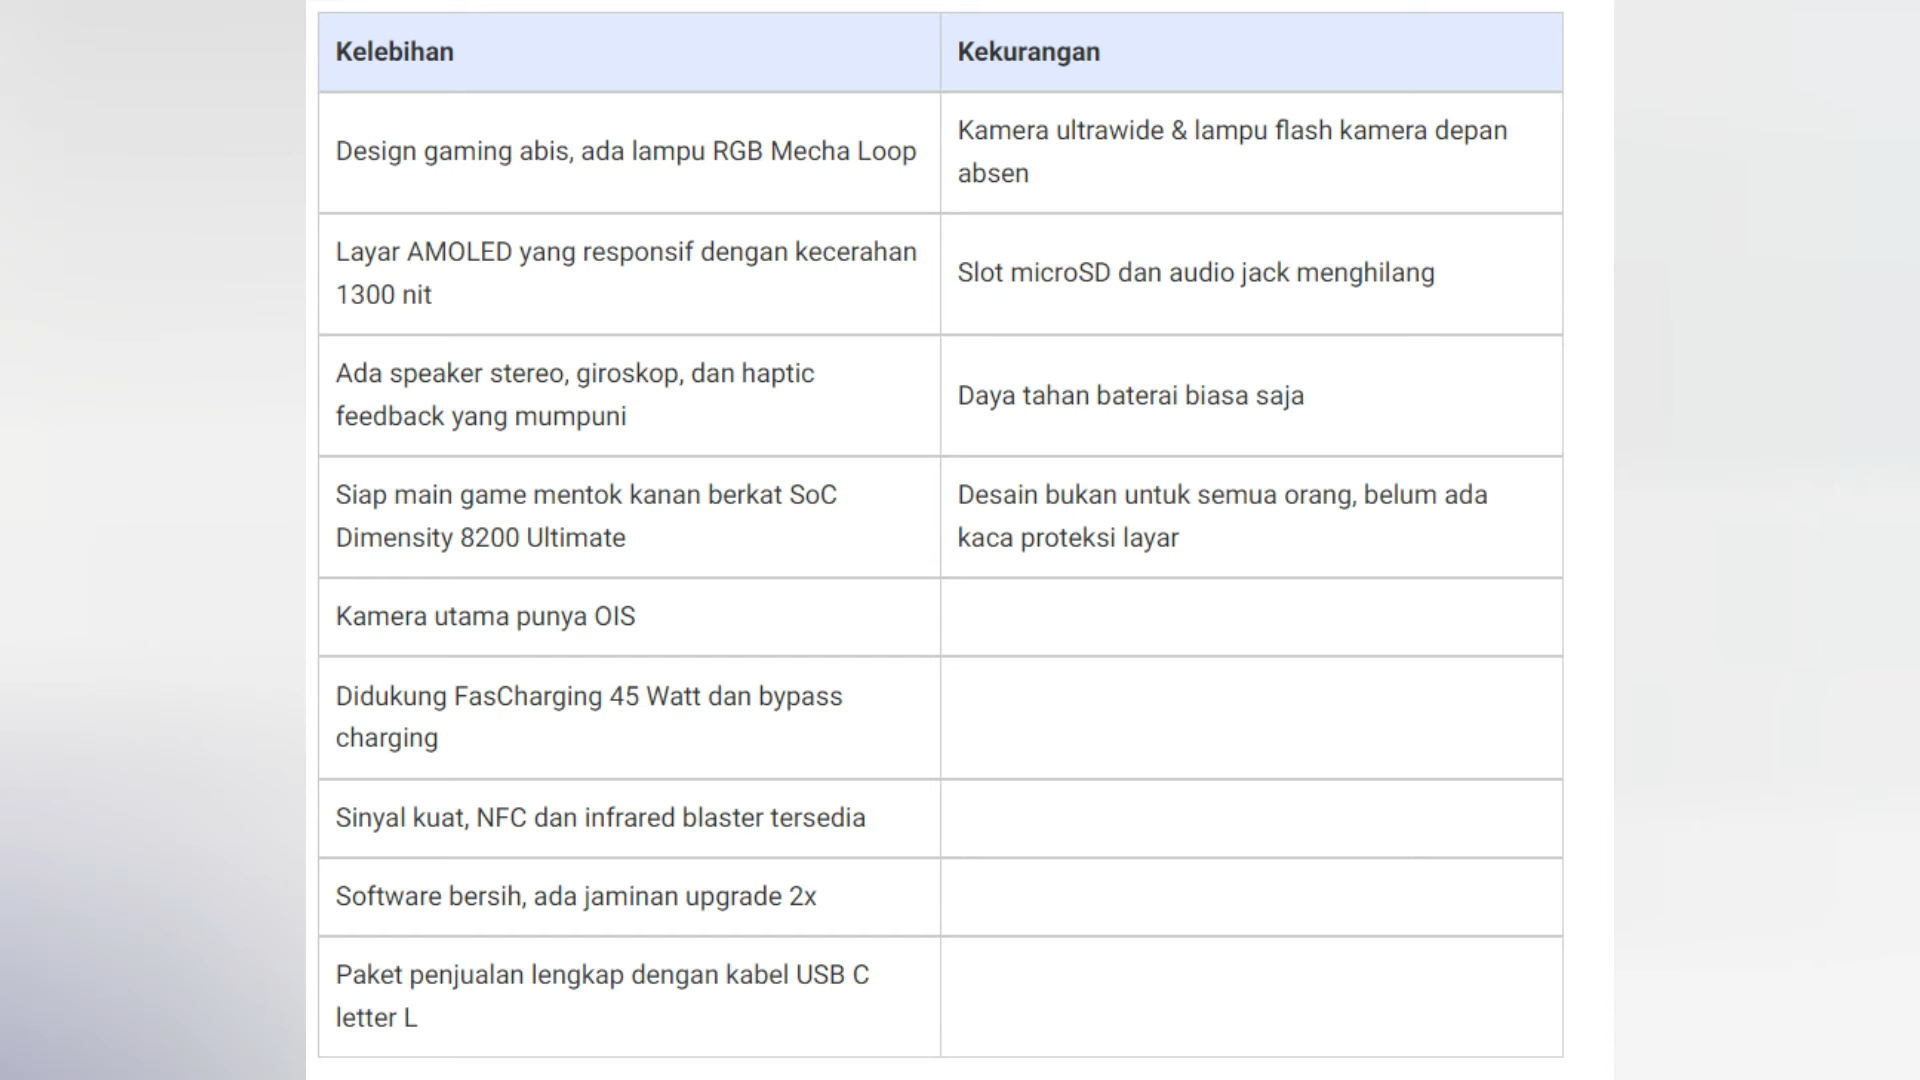 Kelebihan
Kekurangan
Design gaming abis, ada lampu RGB Mecha Loop
Kamera ultrawide & lampu flash kamera depan
absen
Layar AMOLED yang responsif dengan kecerahan
1300 nit
Slot microSD dan audio jack menghilang
Ada speaker stereo, giroskop, dan haptic
feedback yang mumpuni
Daya tahan baterai biasa saja
Siap main game mentok kanan berkat SoC
Dimensity 8200 Ultimate
Desain bukan untuk semua orang, belum ada
kaca proteksi layar
Kamera utama punya OIS
Didukung FasCharging 45 Watt dan bypass
charging
Sinyal kuat, NFC dan infrared blaster tersedia
Software bersih, ada jaminan upgrade 2x
Paket penjualan lengkap dengan kabel USB C
letter L